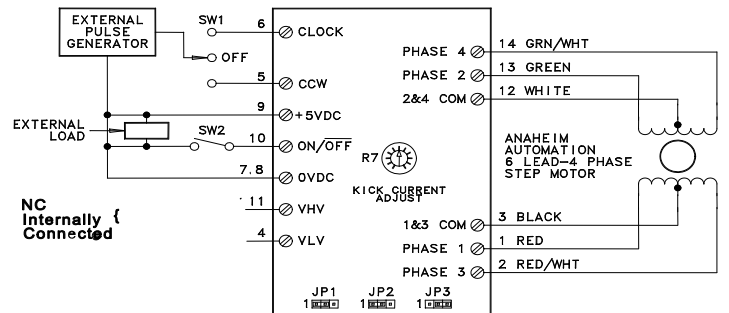 EXTERNAL
PULSE
GENERATOR
SW1
OFF
6 CLOCK
5 CCW
9 +5VDC
EXTERNAL
LOAD
SW2
10 ON/OFF
7.8 0VDC
NC
Internally {
Connected
11 VHV
4 VLV
R7
KICK CURRENT
ADJUST
JP1
1
JP2
1
JP3
1
PHASE 4 14 GRN/WHT
PHASE 2 13 GREEN
2&4 COM 12 WHITE
ANAHEIM
AUTOMATION
6 LEAD-4 PHASE
STEP MOTOR
1&3 COM 3 BLACK
PHASE 1 1 RED
PHASE 3 2 RED/WHT